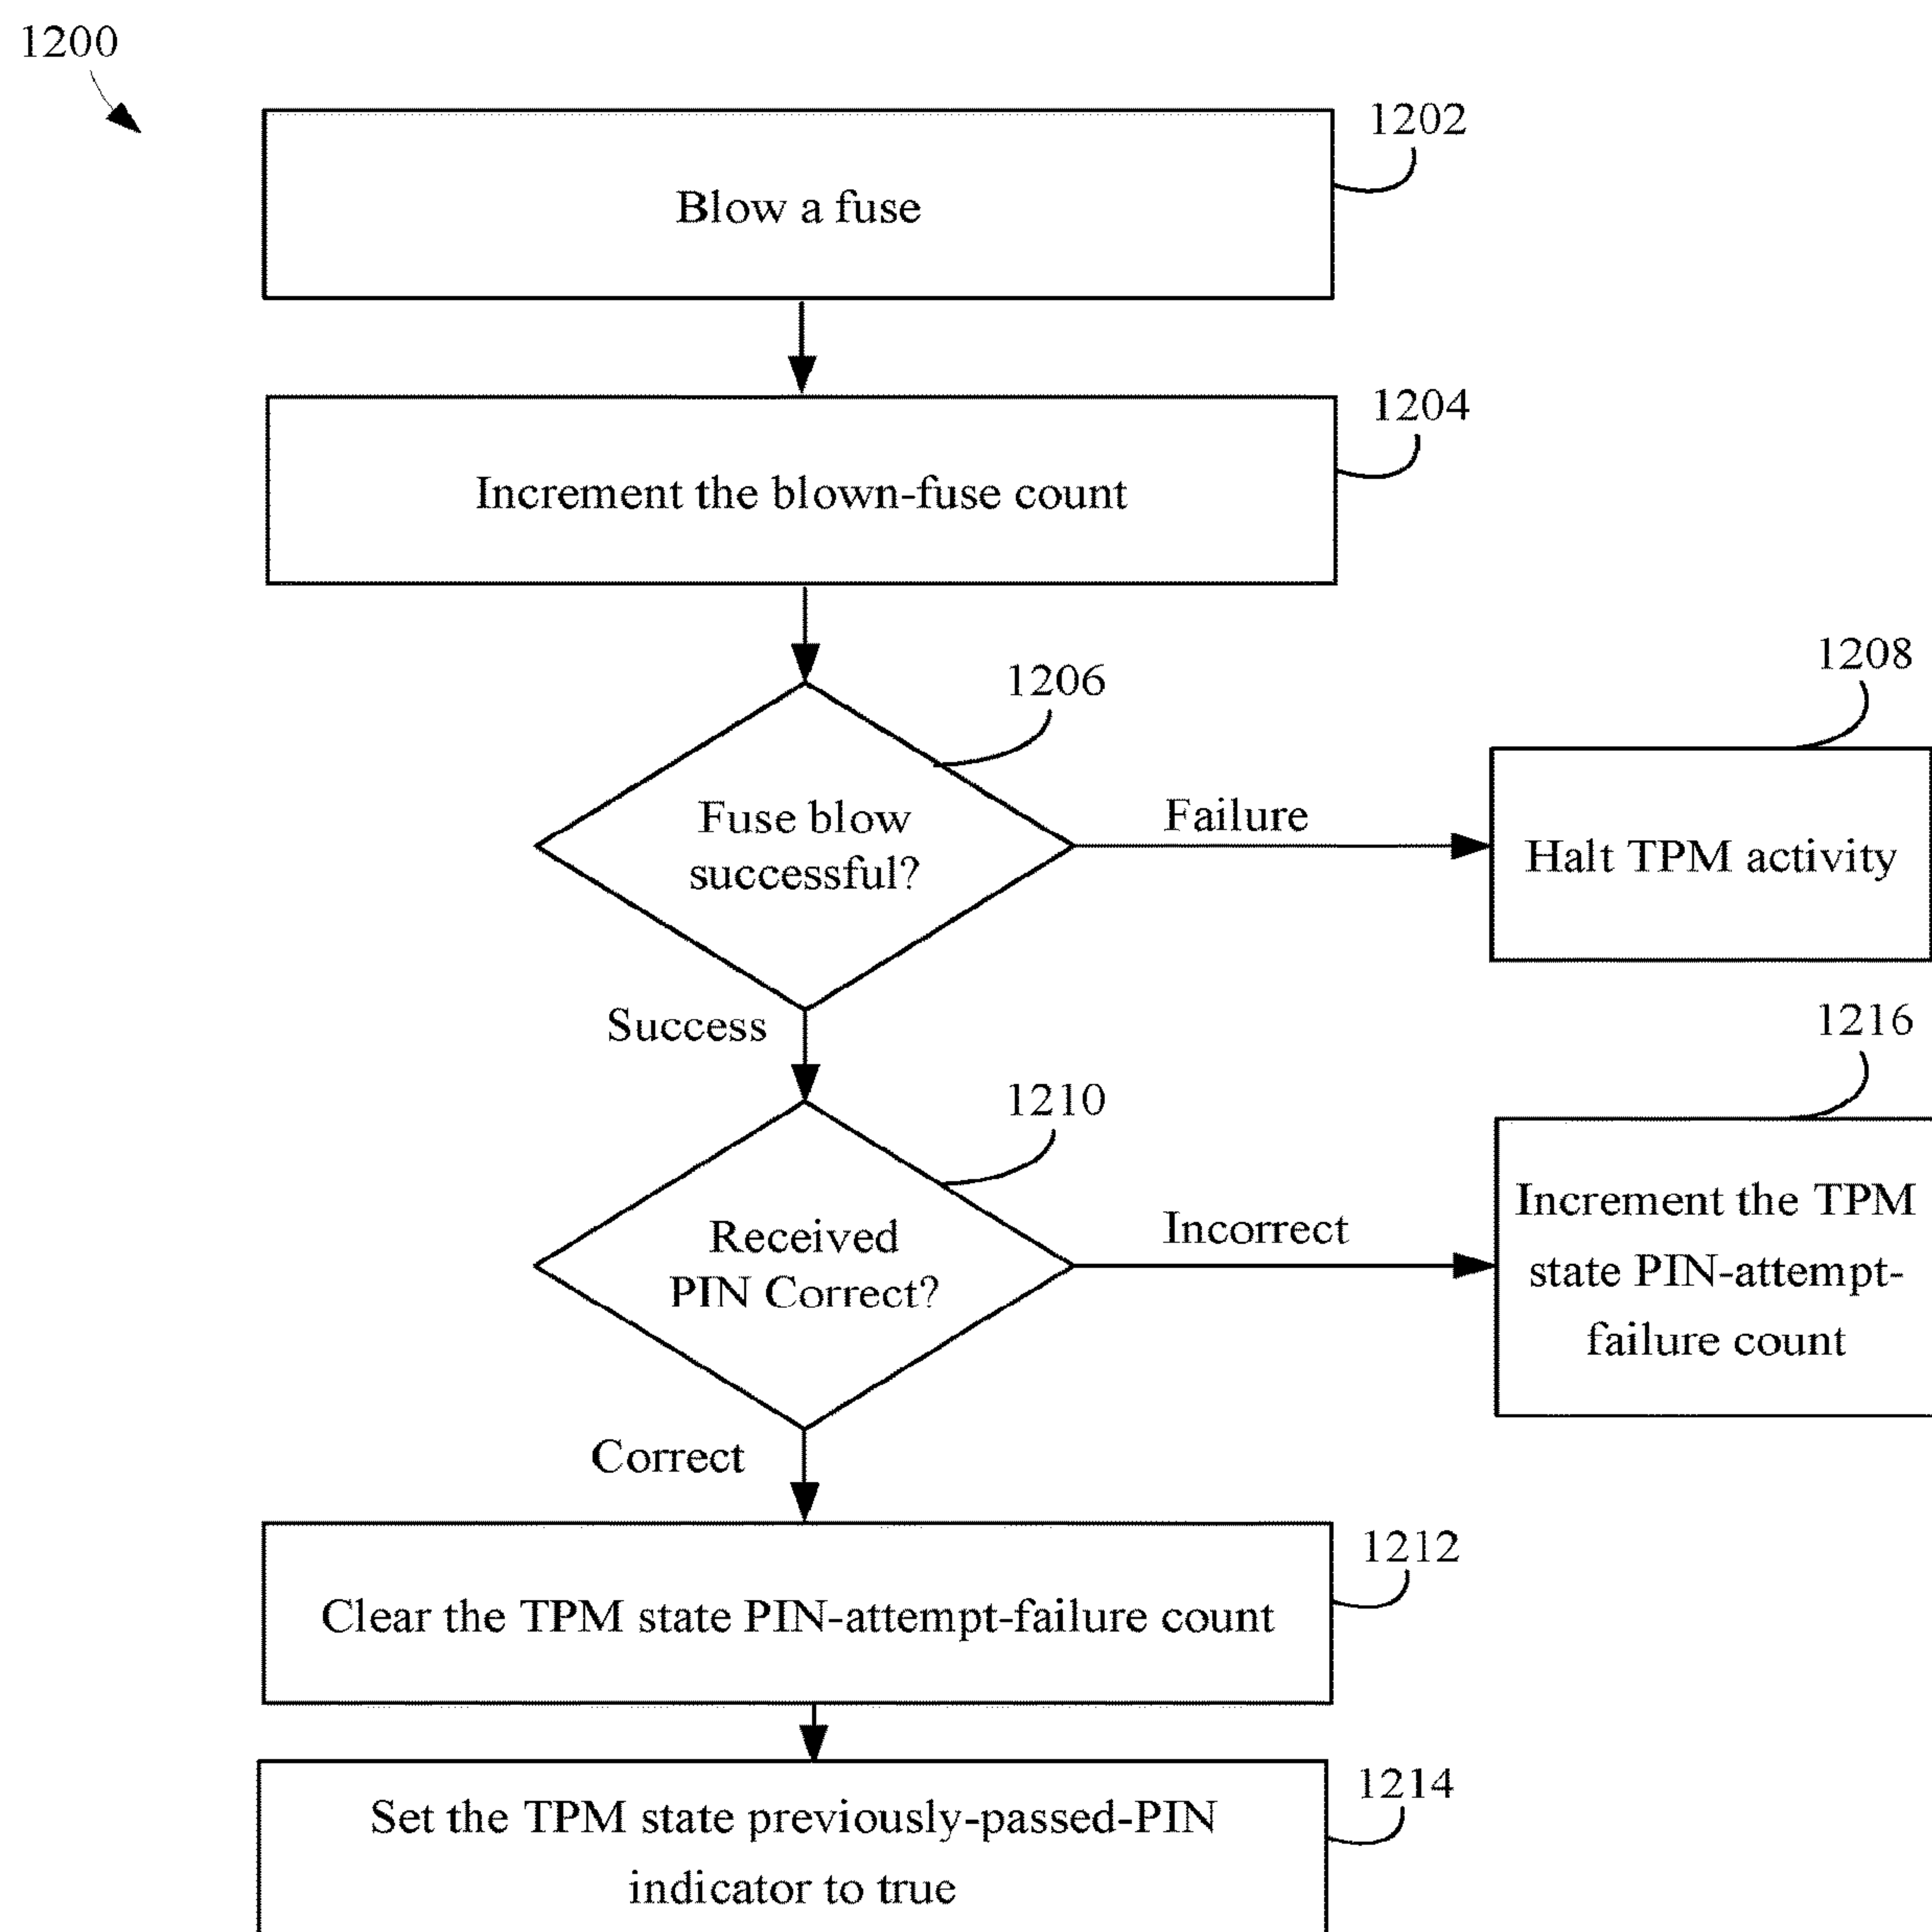 1200
1202
Blow a fuse
1204
Increment the blown-fuse count
1206
1208
Fuse blow
successful?
Failure
Halt TPM activity
Success
1216
1210
Received
PIN Correct?
Incorrect
Increment the TPM
state PIN-attempt-
failure count
Correct
1212
Clear the TPM state PIN-attempt-failure count
1214
Set the TPM state previously-passed-PIN
indicator to true